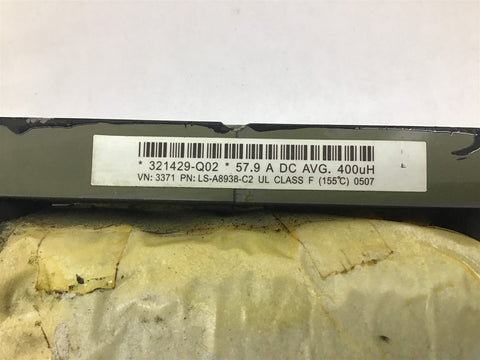 * 321429-Q02 * 57.9 A DC AVG. 400uH
VN: 3371 PN: LS-A8938-C2 UL CLASS F (155℃) 0507